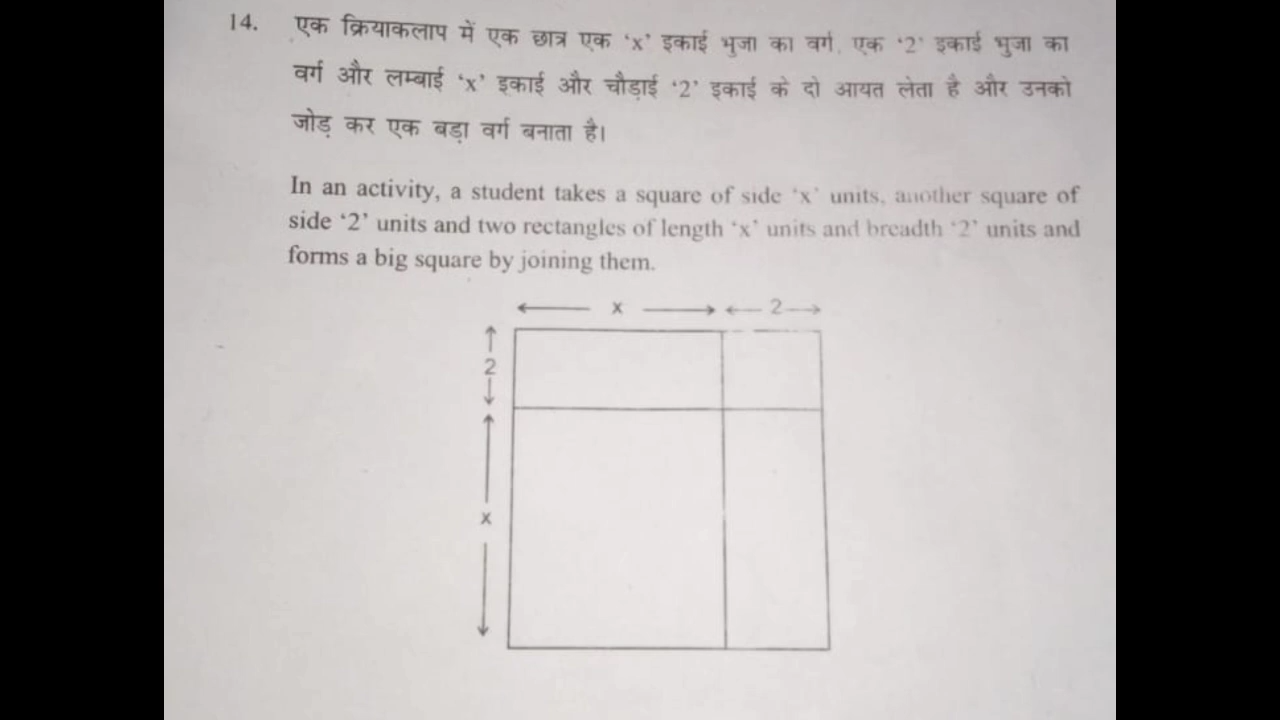 14. एक क्रियाकलाप में एक छात्र एक ‘x’ इकाई भुजा का वर्ग, एक ‘2’ इकाई भुजा का
वर्ग और लम्बाई ‘x’ इकाई और चौड़ाई ‘2’ इकाई के दो आयत लेता है और उनको
जोड़ कर एक बड़ा वर्ग बनाता है।
In an activity, a student takes a square of side ‘x’ units, another square of
side ‘2’ units and two rectangles of length ‘x’ units and breadth ‘2’ units and
forms a big square by joining them.
x 2
2
x